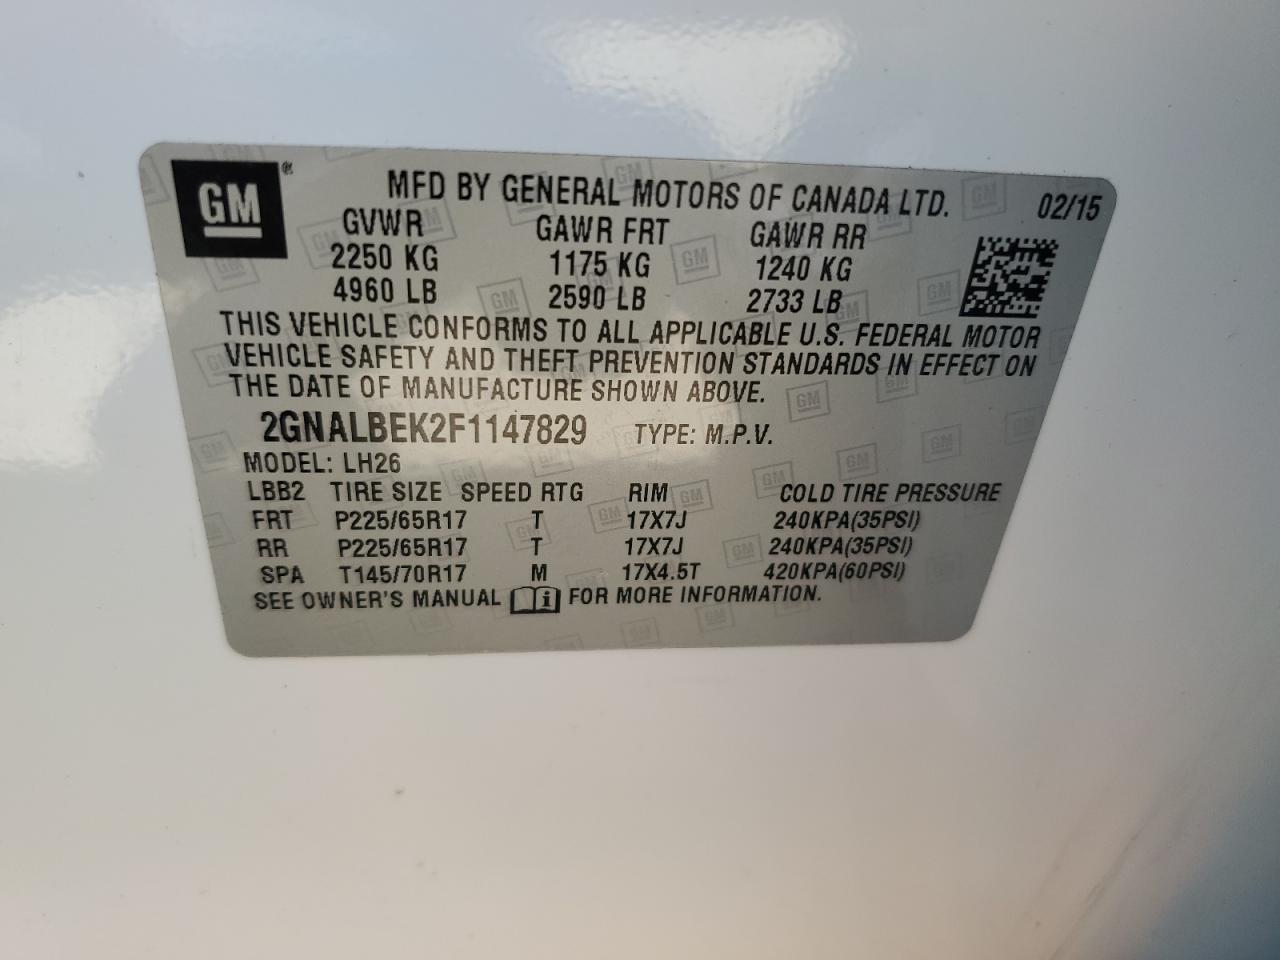 GM ® MFD BY GENERAL MOTORS OF CANADA LTD. 02/15
GVWR GAWR FRT GAWR RR
2250 KG 1175 KG 1240 KG
4960 LB 2590 LB 2733 LB
THIS VEHICLE CONFORMS TO ALL APPLICABLE U.S. FEDERAL MOTOR
VEHICLE SAFETY AND THEFT PREVENTION STANDARDS IN EFFECT ON
THE DATE OF MANUFACTURE SHOWN ABOVE.
2GNALBEK2F1147829 TYPE: M.P.V.
MODEL: LH26
LBB2 TIRE SIZE SPEED RTG RIM COLD TIRE PRESSURE
FRT P225/65R17 T 17X7J 240KPA(35PSI)
RR P225/65R17 T 17X7J 240KPA(35PSI)
SPA T145/70R17 M 17X4.5T 420KPA(60PSI)
SEE OWNER'S MANUAL i FOR MORE INFORMATION.